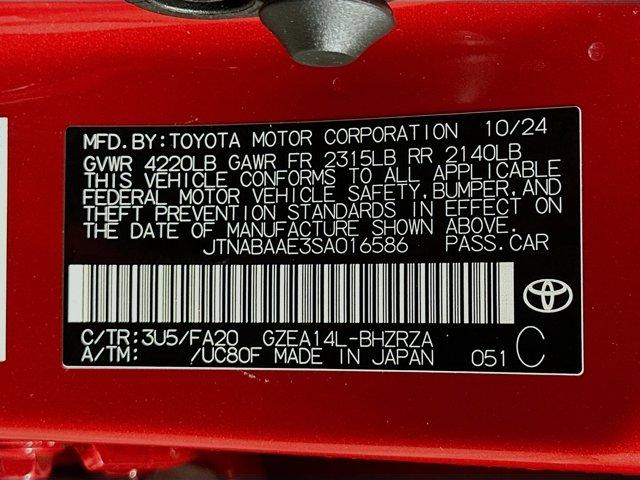 MFD. BY: TOYOTA MOTOR CORPORATION 10/24
GVWR 4220LB GAWR FR 2315LB RR 2140LB
THIS VEHICLE CONFORMS TO ALL APPLICABLE
FEDERAL MOTOR VEHICLE SAFETY, BUMPER, AND
THEFT PREVENTION STANDARDS IN EFFECT ON
THE DATE OF MANUFACTURE SHOWN ABOVE.
JTNABAAE3SA016586 PASS. CAR
C/TR: 3U5/FA20 GZEA14L-BHZRZA
A/TM: /UC80F MADE IN JAPAN 051 C